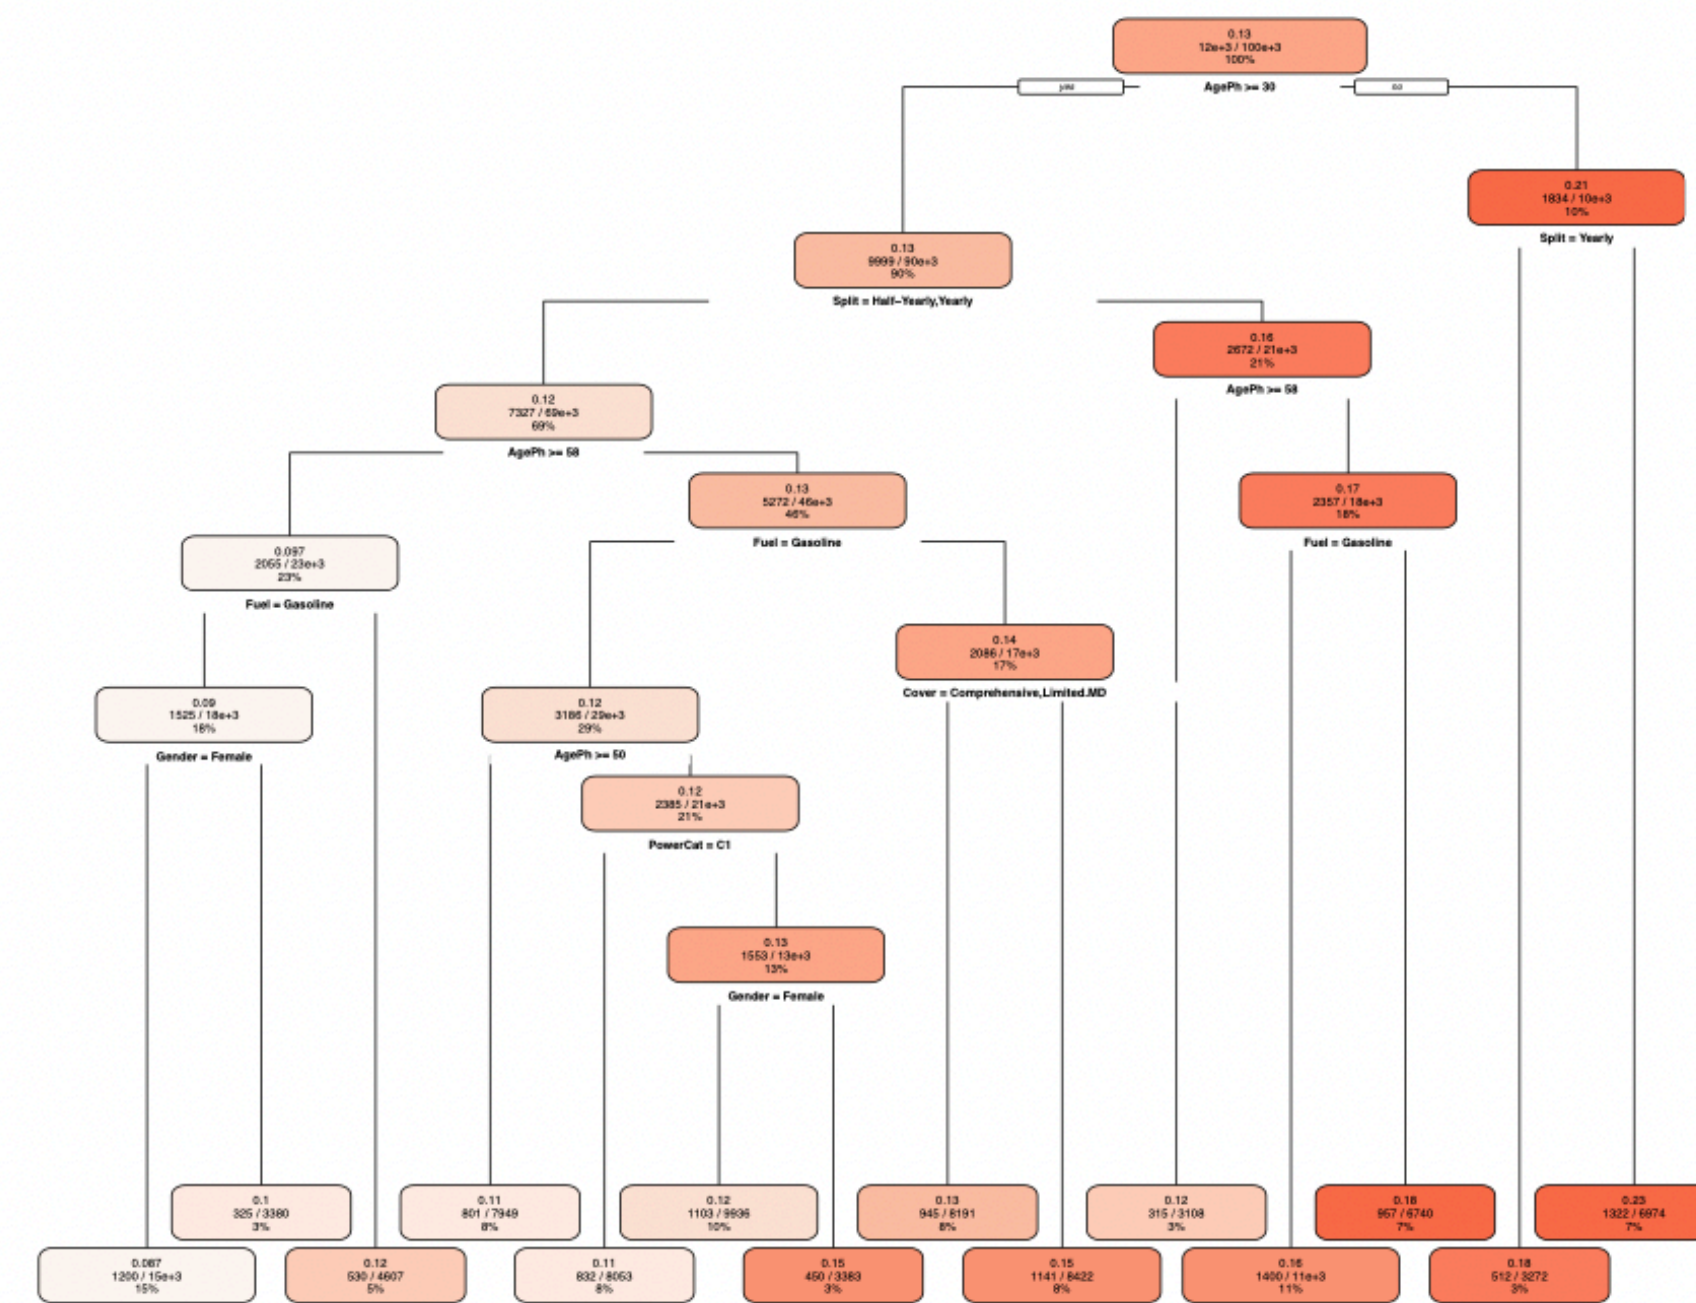 0.13
12e+3 / 100e+3
100%
yes
AgePh >= 30
no
0.21
1834 / 10e+3
10%
Split = Yearly
0.13
9999 / 90e+3
90%
Split = Half-Yearly,Yearly
0.16
2672 / 21e+3
21%
AgePh >= 58
0.12
7327 / 69e+3
69%
AgePh >= 58
0.13
5272 / 46e+3
46%
Fuel = Gasoline
0.17
2357 / 18e+3
18%
Fuel = Gasoline
0.097
2055 / 23e+3
23%
Fuel = Gasoline
0.14
2086 / 17e+3
17%
Cover = Comprehensive,Limited.MD
0.09
1525 / 18e+3
18%
Gender = Female
0.12
3186 / 29e+3
29%
AgePh >= 50
0.12
2385 / 21e+3
21%
PowerCat = C1
0.13
1553 / 13e+3
13%
Gender = Female
0.1
325 / 3380
3%
0.11
801 / 7949
8%
0.12
1103 / 9936
10%
0.13
945 / 8191
8%
0.12
315 / 3108
3%
0.18
957 / 6740
7%
0.23
1322 / 6974
7%
0.087
1200 / 15e+3
15%
0.12
530 / 4607
5%
0.11
832 / 8053
8%
0.15
450 / 3383
3%
0.15
1141 / 8422
8%
0.16
1400 / 11e+3
11%
0.18
512 / 3272
3%